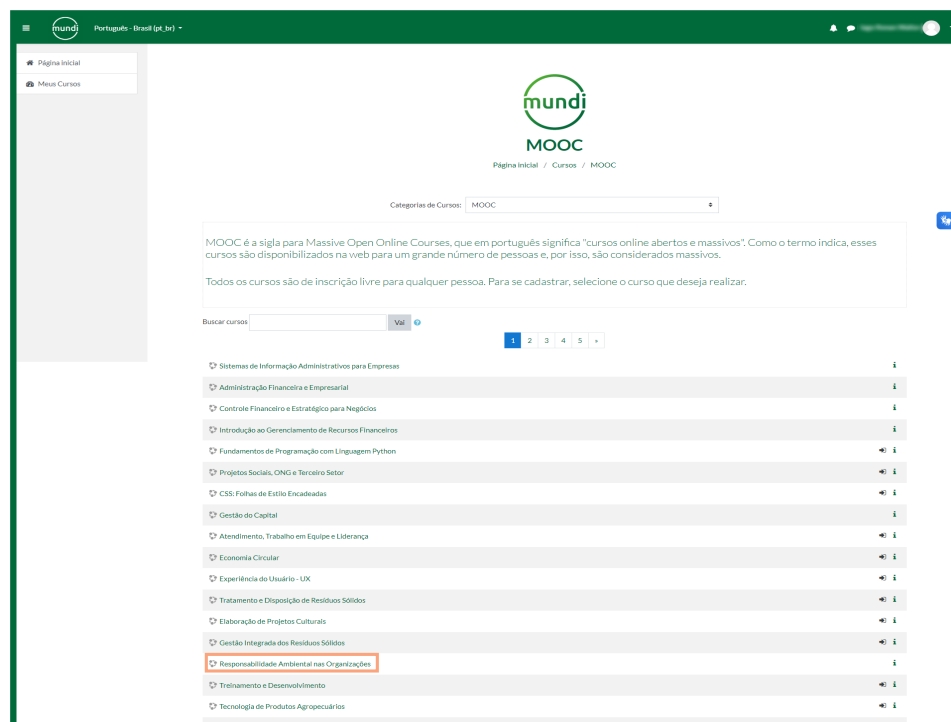 mundi
Português - Brasil (pt_br)
Página inicial
Meus Cursos
mundi
MOOC
Página inicial / Cursos / MOOC
Categorias de Cursos: MOOC
MOOC é a sigla para Massive Open Online Courses, que em português significa "cursos online abertos e massivos". Como o termo indica, esses
cursos são disponibilizados na web para um grande número de pessoas e, por isso, são considerados massivos.
Todos os cursos são de inscrição livre para qualquer pessoa. Para se cadastrar, selecione o curso que deseja realizar.
Buscar cursos Vai
1 2 3 4 5 »
Sistemas de Informação Administrativos para Empresas
Administração Financeira e Empresarial
Controle Financeiro e Estratégico para Negócios
Introdução ao Gerenciamento de Recursos Financeiros
Fundamentos de Programação com Linguagem Python
Projetos Sociais, ONG e Terceiro Setor
CSS: Folhas de Estilo Encadeadas
Gestão do Capital
Atendimento, Trabalho em Equipe e Liderança
Economia Circular
Experiência do Usuário - UX
Tratamento e Disposição de Resíduos Sólidos
Elaboração de Projetos Culturais
Gestão Integrada dos Resíduos Sólidos
Responsabilidade Ambiental nas Organizações
Treinamento e Desenvolvimento
Tecnologia de Produtos Agropecuários